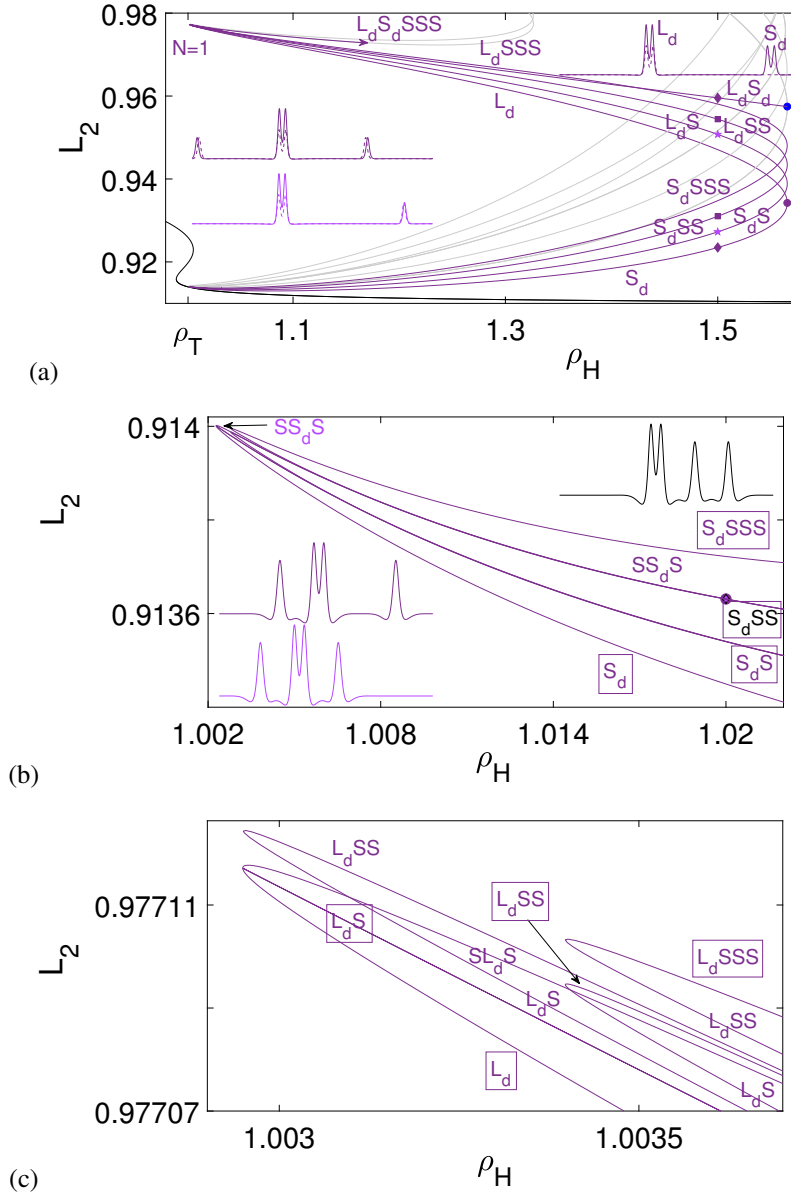 0.98
0.96
0.94
0.92
L₂
N=1
L_dS_dSSS
L_dSSS
L_d
L_d
S_d
L_dS_d
L_dS
L_dSS
S_dSSS
S_dSS
S_dS
S_d
ρ_T
1.1
1.3
1.5
ρ_H
(a)
0.914
0.9136
L₂
SS_dS
S_dSSS
SS_dS
S_dSS
S_dS
S_d
1.002
1.008
1.014
1.02
ρ_H
(b)
0.97711
0.97707
L₂
L_dSS
L_dSS
L_dS
SL_dS
L_dSSS
L_dS
L_dSS
L_d
L_dS
1.003
1.0035
ρ_H
(c)